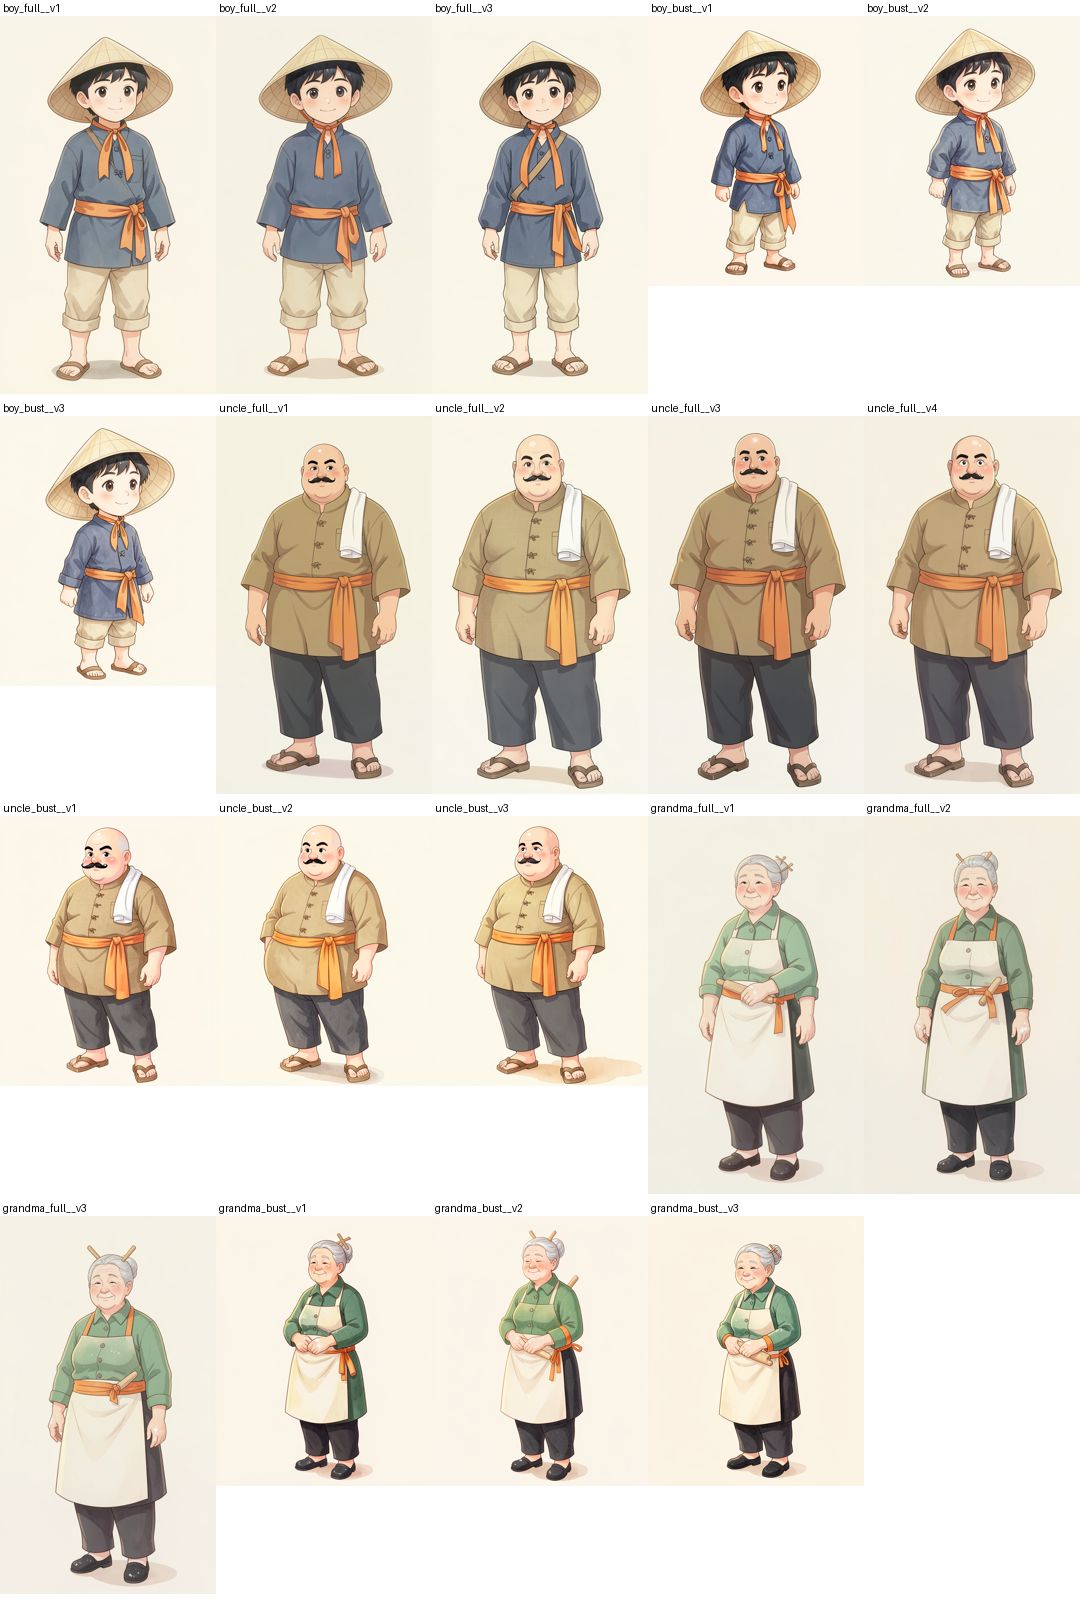 boy_full__v1
boy_full__v2
boy_full__v3
boy_bust__v1
boy_bust__v2
boy_bust__v3
uncle_full__v1
uncle_full__v2
uncle_full__v3
uncle_full__v4
uncle_bust__v1
uncle_bust__v2
uncle_bust__v3
grandma_full__v1
grandma_full__v2
grandma_full__v3
grandma_bust__v1
grandma_bust__v2
grandma_bust__v3